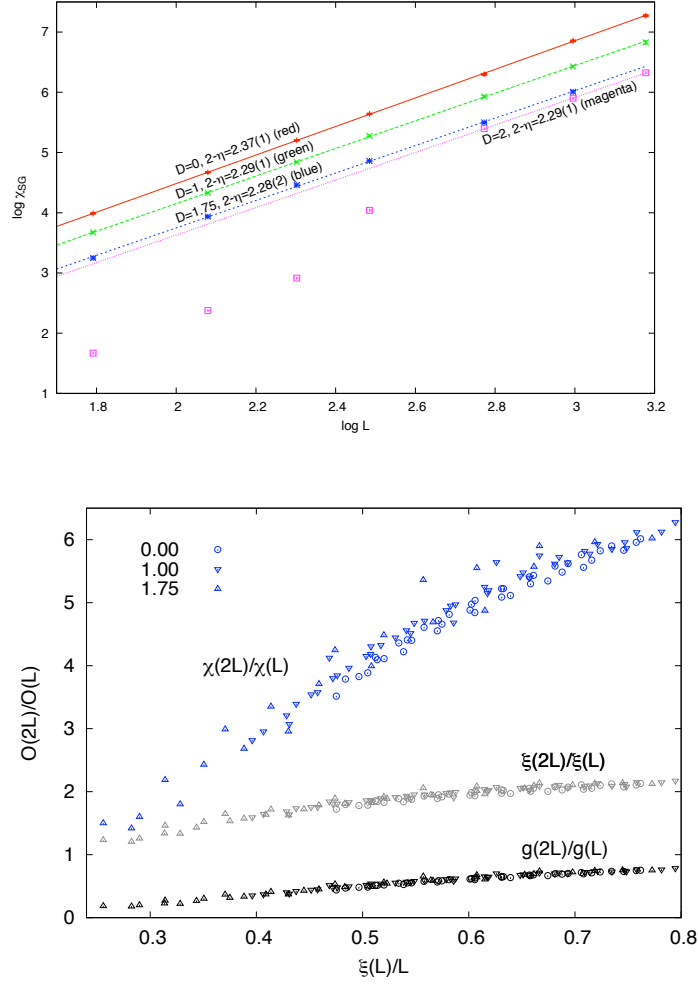 7
6
5
4
3
2
1
log χSG
D=0, 2-η=2.37(1) (red)
D=1, 2-η=2.29(1) (green)
D=1.75, 2-η=2.28(2) (blue)
D=2, 2-η=2.29(1) (magenta)
1.8 2 2.2 2.4 2.6 2.8 3 3.2
log L
6
5
4
3
2
1
0
O(2L)/O(L)
0.00
1.00
1.75
χ(2L)/χ(L)
ξ(2L)/ξ(L)
g(2L)/g(L)
0.3 0.4 0.5 0.6 0.7 0.8
ξ(L)/L